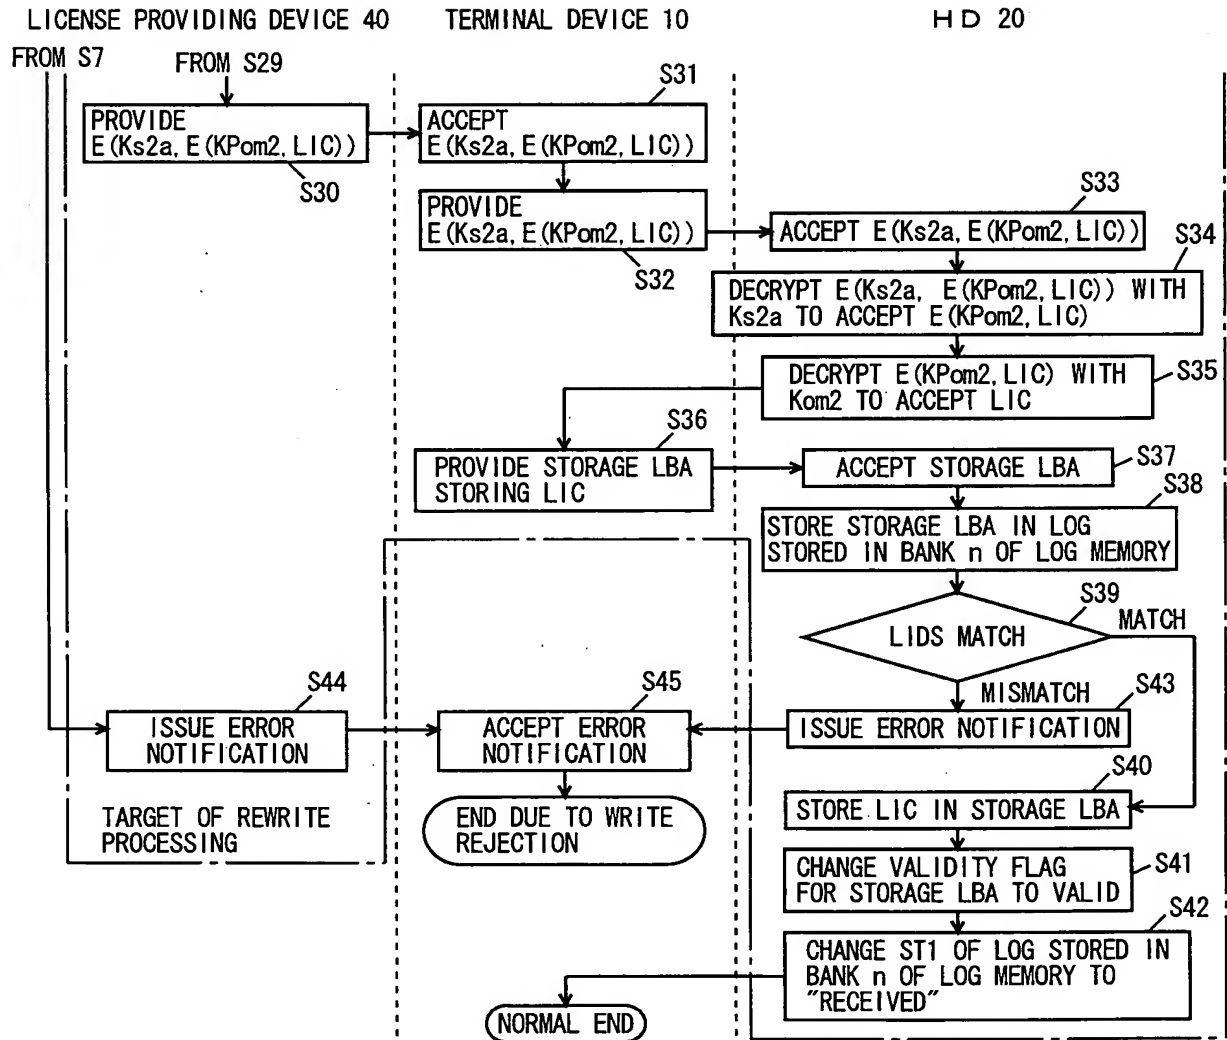 LICENSE PROVIDING DEVICE 40
TERMINAL DEVICE 10
HD 20
FROM S7
FROM S29
PROVIDE
E(Ks2a, E(KPom2, LIC))
S30
S31
ACCEPT
E(Ks2a, E(KPom2, LIC))
PROVIDE
E(Ks2a, E(KPom2, LIC))
S32
S33
ACCEPT E(Ks2a, E(KPom2, LIC))
S34
DECRYPT E(Ks2a, E(KPom2, LIC)) WITH
Ks2a TO ACCEPT E(KPom2, LIC)
DECRYPT E(KPom2, LIC) WITH
Kom2 TO ACCEPT LIC
S35
S36
PROVIDE STORAGE LBA
STORING LIC
ACCEPT STORAGE LBA
S37
S38
STORE STORAGE LBA IN LOG
STORED IN BANK n OF LOG MEMORY
S39
LIDS MATCH
MATCH
MISMATCH
S43
ISSUE ERROR NOTIFICATION
S44
ISSUE ERROR
NOTIFICATION
S45
ACCEPT ERROR
NOTIFICATION
END DUE TO WRITE
REJECTION
TARGET OF REWRITE
PROCESSING
S40
STORE LIC IN STORAGE LBA
S41
CHANGE VALIDITY FLAG
FOR STORAGE LBA TO VALID
S42
CHANGE ST1 OF LOG STORED IN
BANK n OF LOG MEMORY TO
"RECEIVED"
NORMAL END